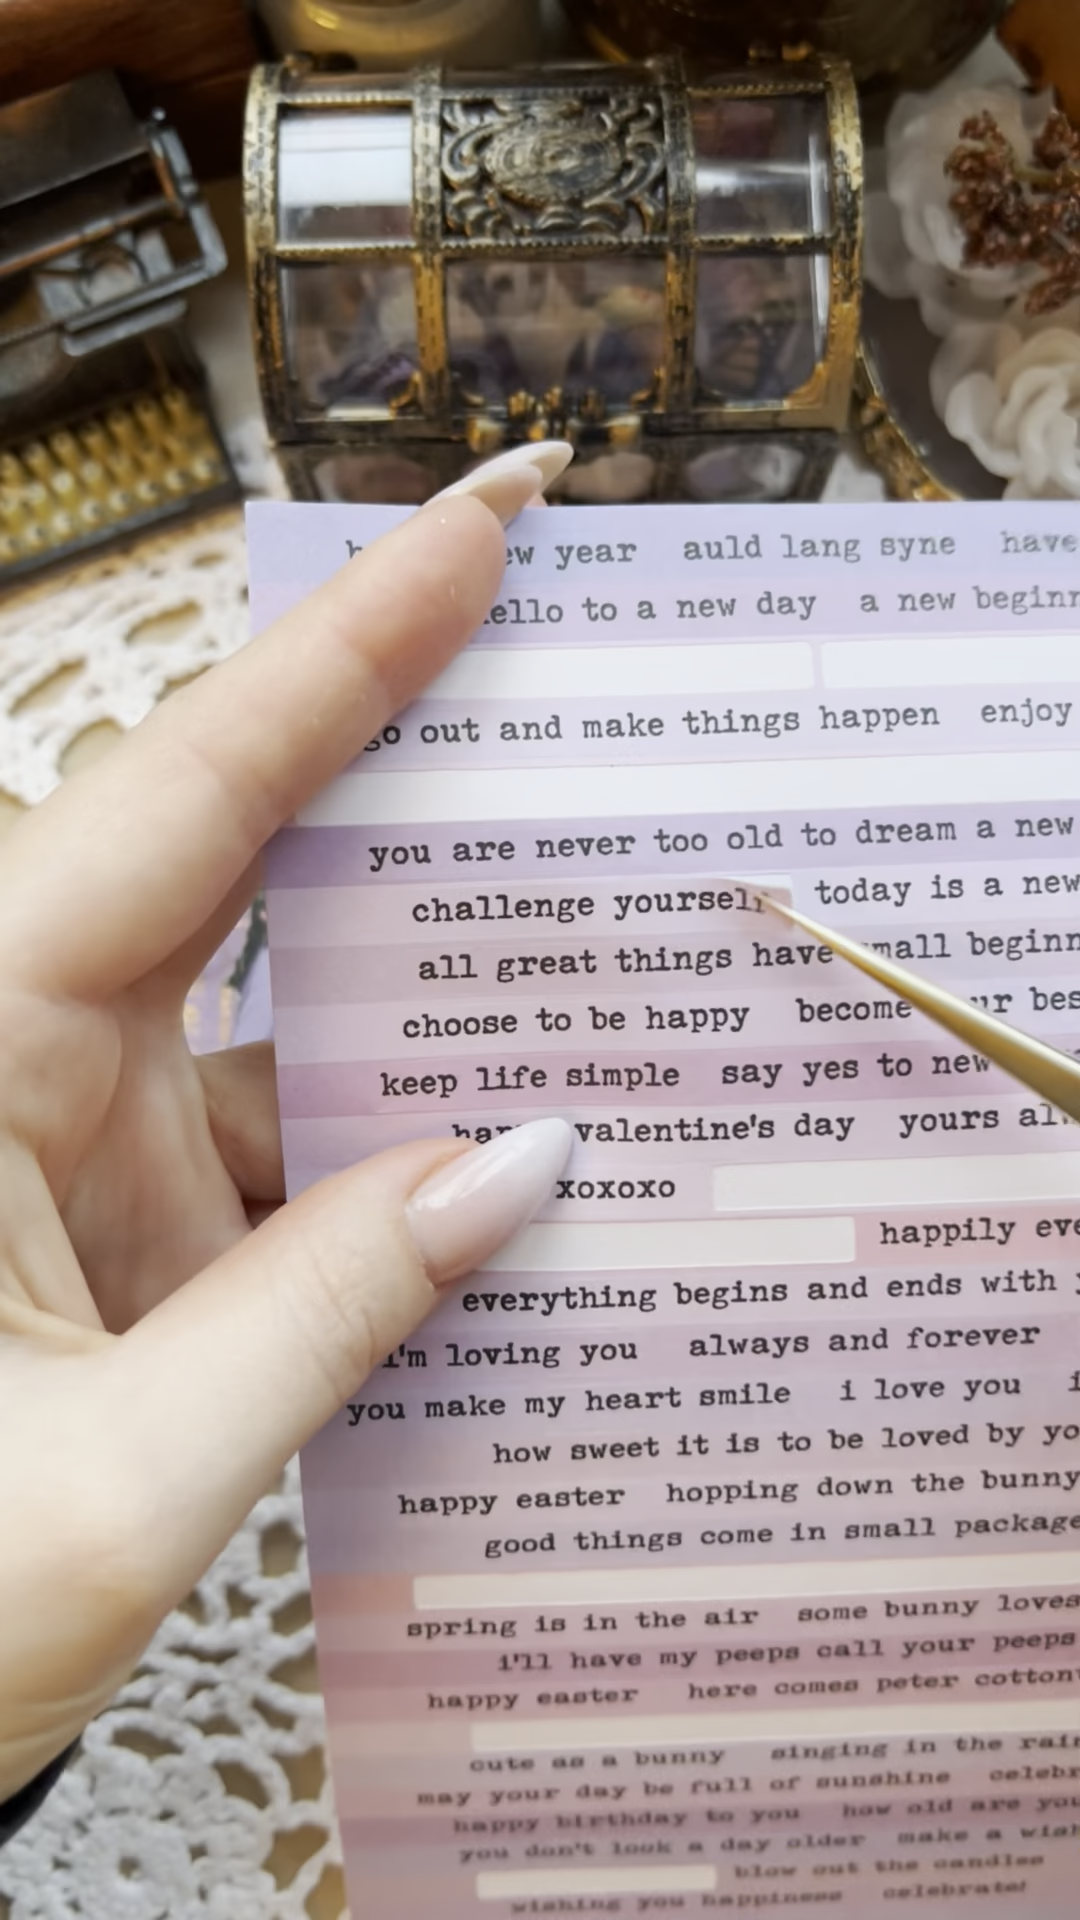 year auld lang syne have
to a new day a new
out and make things happen enjoy
you are never too old to dream a new
challenge yourself today is a new
all great things have small
choose to be happy become
keep life simple say yes to new
valentine's day yours
xoxoxo
happily
everything begins and ends with
i'm loving you always and forever
you make my heart smile i love you
how sweet it is to be loved by
happy easter hopping down the bunny
good things come in small
spring is in the air some bunny loves
i'll have my peeps call your peeps
happy easter here comes peter
cute as a bunny singing in the rain
may your day be full of sunshine
happy birthday to you how old are you
you don't look a day older make a wish
blow out the candles
wishing you happiness celebrate!